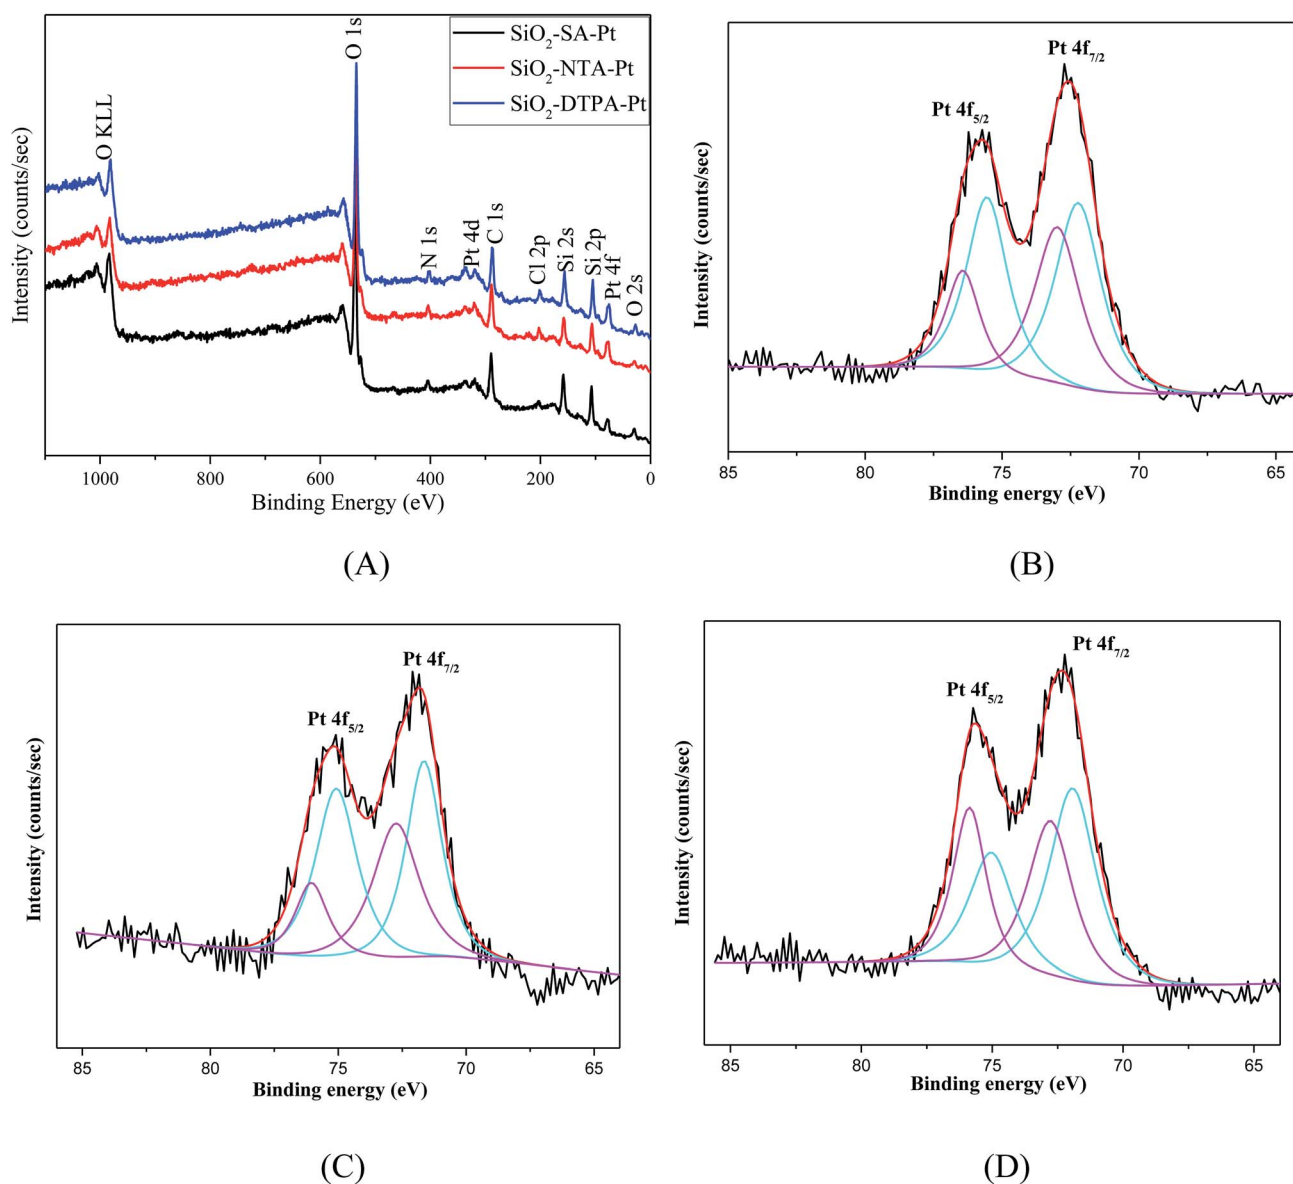 SiO₂-SA-Pt
SiO₂-NTA-Pt
SiO₂-DTPA-Pt
O KLL
O 1s
N 1s
Pt 4d
C 1s
Cl 2p
Si 2s
Si 2p
Pt 4f
O 2s
Intensity (counts/sec)
1000 800 600 400 200 0
Binding Energy (eV)
(A)
Pt 4f₇/₂
Pt 4f₅/₂
Intensity (counts/sec)
85 80 75 70 65
Binding energy (eV)
(B)
Pt 4f₇/₂
Pt 4f₅/₂
Intensity (counts/sec)
85 80 75 70 65
Binding energy (eV)
(C)
Pt 4f₇/₂
Pt 4f₅/₂
Intensity (counts/sec)
85 80 75 70 65
Binding energy (eV)
(D)